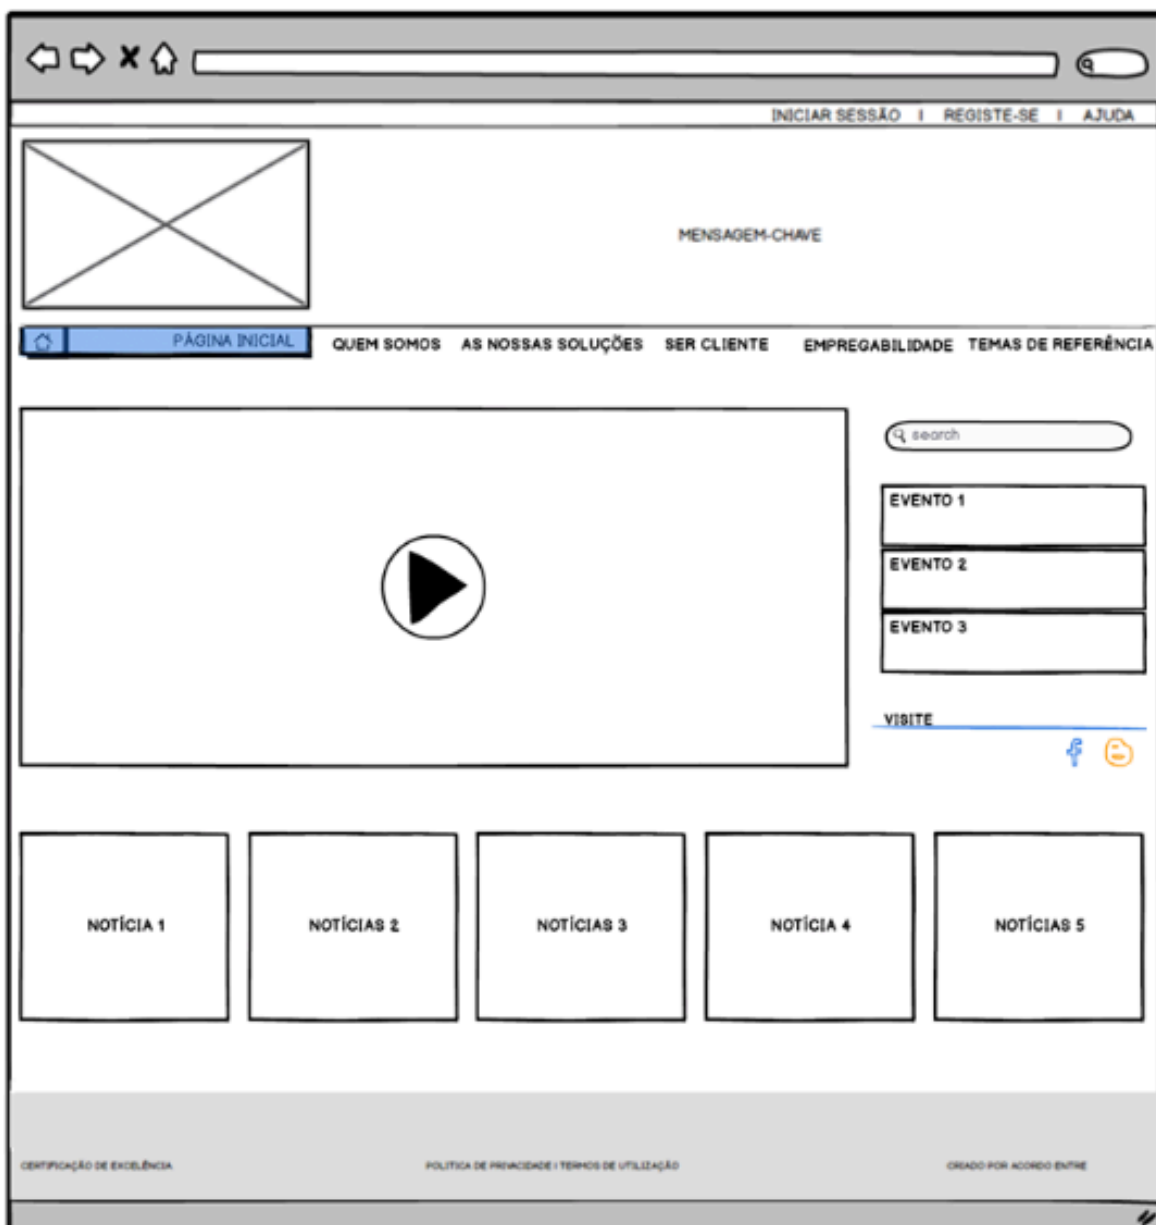 INICIAR SESSÃO I REGISTE-SE I AJUDA
MENSAGEM-CHAVE
PÁGINA INICIAL QUEM SOMOS AS NOSSAS SOLUÇÕES SER CLIENTE EMPREGABILIDADE TEMAS DE REFERÊNCIA
search
EVENTO 1
EVENTO 2
EVENTO 3
VISITE
NOTÍCIA 1 NOTÍCIAS 2 NOTÍCIAS 3 NOTÍCIA 4 NOTÍCIAS 5
CERTIFICAÇÃO DE EXCELÊNCIA POLITICA DE PRIVACIDADE I TERMOS DE UTILIZAÇÃO CRIADO POR ACORDO ENTRE